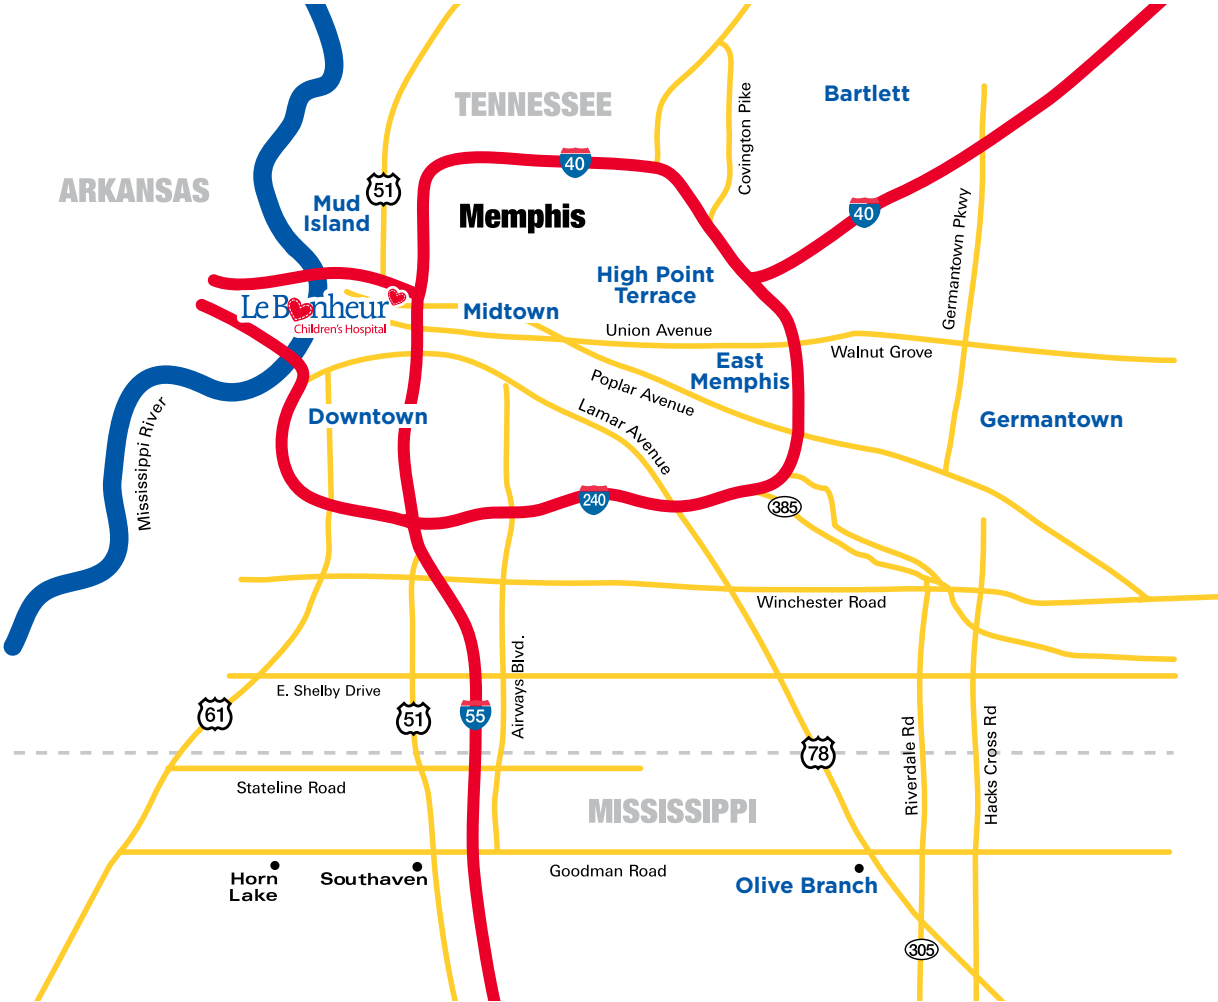 Bartlett
TENNESSEE
Covington Pike
40
ARKANSAS
51
Mud
Island
Memphis
40
Germantown Pkwy
High Point
Terrace
Le Bonheur
Children's Hospital
Midtown
Union Avenue
Walnut Grove
East
Memphis
Poplar Avenue
Lamar Avenue
Downtown
Germantown
Mississippi River
240
385
Winchester Road
E. Shelby Drive
Airways Blvd.
61
51
55
78
Riverdale Rd
Hacks Cross Rd
Stateline Road
MISSISSIPPI
Goodman Road
Horn
Lake
Southaven
Olive Branch
305